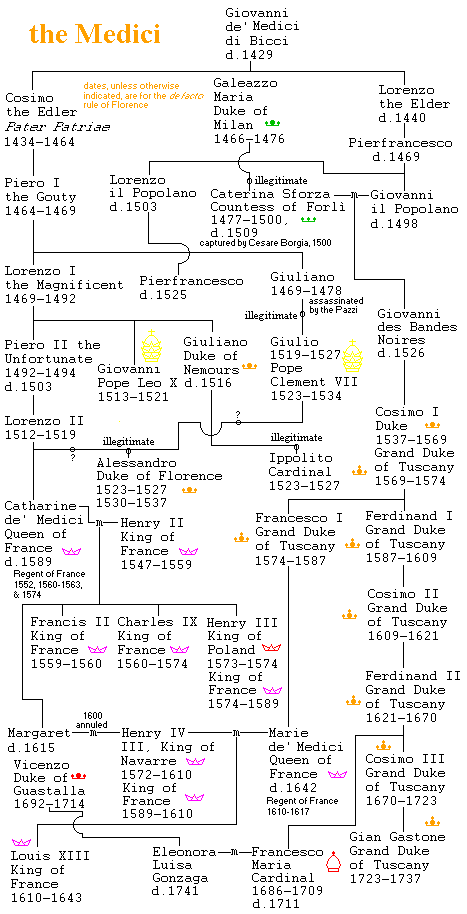 the Medici
Giovanni
de' Medici
di Bicci
d.1429
dates, unless otherwise
indicated, are for the de facto
rule of Florence
Cosimo
the Edler
Pater Patriae
1434-1464
Galeazzo
Maria
Duke of
Milan
1466-1476
Lorenzo
the Elder
d.1440
Pierfrancesco
d.1469
Piero I
the Gouty
1464-1469
Lorenzo
il Popolano
d.1503
illegitimate
Caterina Sforza
Countess of Forlì
1477-1500,
d.1509
captured by Cesare Borgia, 1500
m
Giovanni
il Popolano
d.1498
Lorenzo I
the Magnificent
1469-1492
Pierfrancesco
d.1525
Giuliano
1469-1478
assassinated
by the Pazzi
Giovanni
des Bandes
Noires
d.1526
Piero II the
Unfortunate
1492-1494
d.1503
Giovanni
Pope Leo X
1513-1521
Giuliano
Duke of
Nemours
d.1516
illegitimate
Giulio
1519-1527
Pope
Clement VII
1523-1534
Lorenzo II
1512-1519
Cosimo I
Duke
1537-1569
Grand Duke
of Tuscany
1569-1574
?
?
illegitimate
Alessandro
Duke of Florence
1523-1527
1530-1537
illegitimate
Ippolito
Cardinal
1523-1527
Catharine
de' Medici
Queen of
France
d.1589
Regent of France
1552, 1560-1563,
& 1574
m
Henry II
King of
France
1547-1559
Francesco I
Grand Duke
of Tuscany
1574-1587
Ferdinand I
Grand Duke
of Tuscany
1587-1609
Cosimo II
Grand Duke
of Tuscany
1609-1621
Francis II
King of
France
1559-1560
Charles IX
King of
France
1560-1574
Henry III
King of
Poland
1573-1574
King of
France
1574-1589
Ferdinand II
Grand Duke
of Tuscany
1621-1670
Margaret
d.1615
1600
m
annuled
Henry IV
III, King of
Navarre
1572-1610
King of
France
1589-1610
m
Marie
de' Medici
Queen of
France
d.1642
Regent of France
1610-1617
Cosimo III
Grand Duke
of Tuscany
1670-1723
Vicenzo
Duke of
Guastalla
1692-1714
Louis XIII
King of
France
1610-1643
Eleonora
Luisa
Gonzaga
d.1741
m
Francesco
Maria
Cardinal
1686-1709
d.1711
Gian Gastone
Grand Duke
of Tuscany
1723-1737